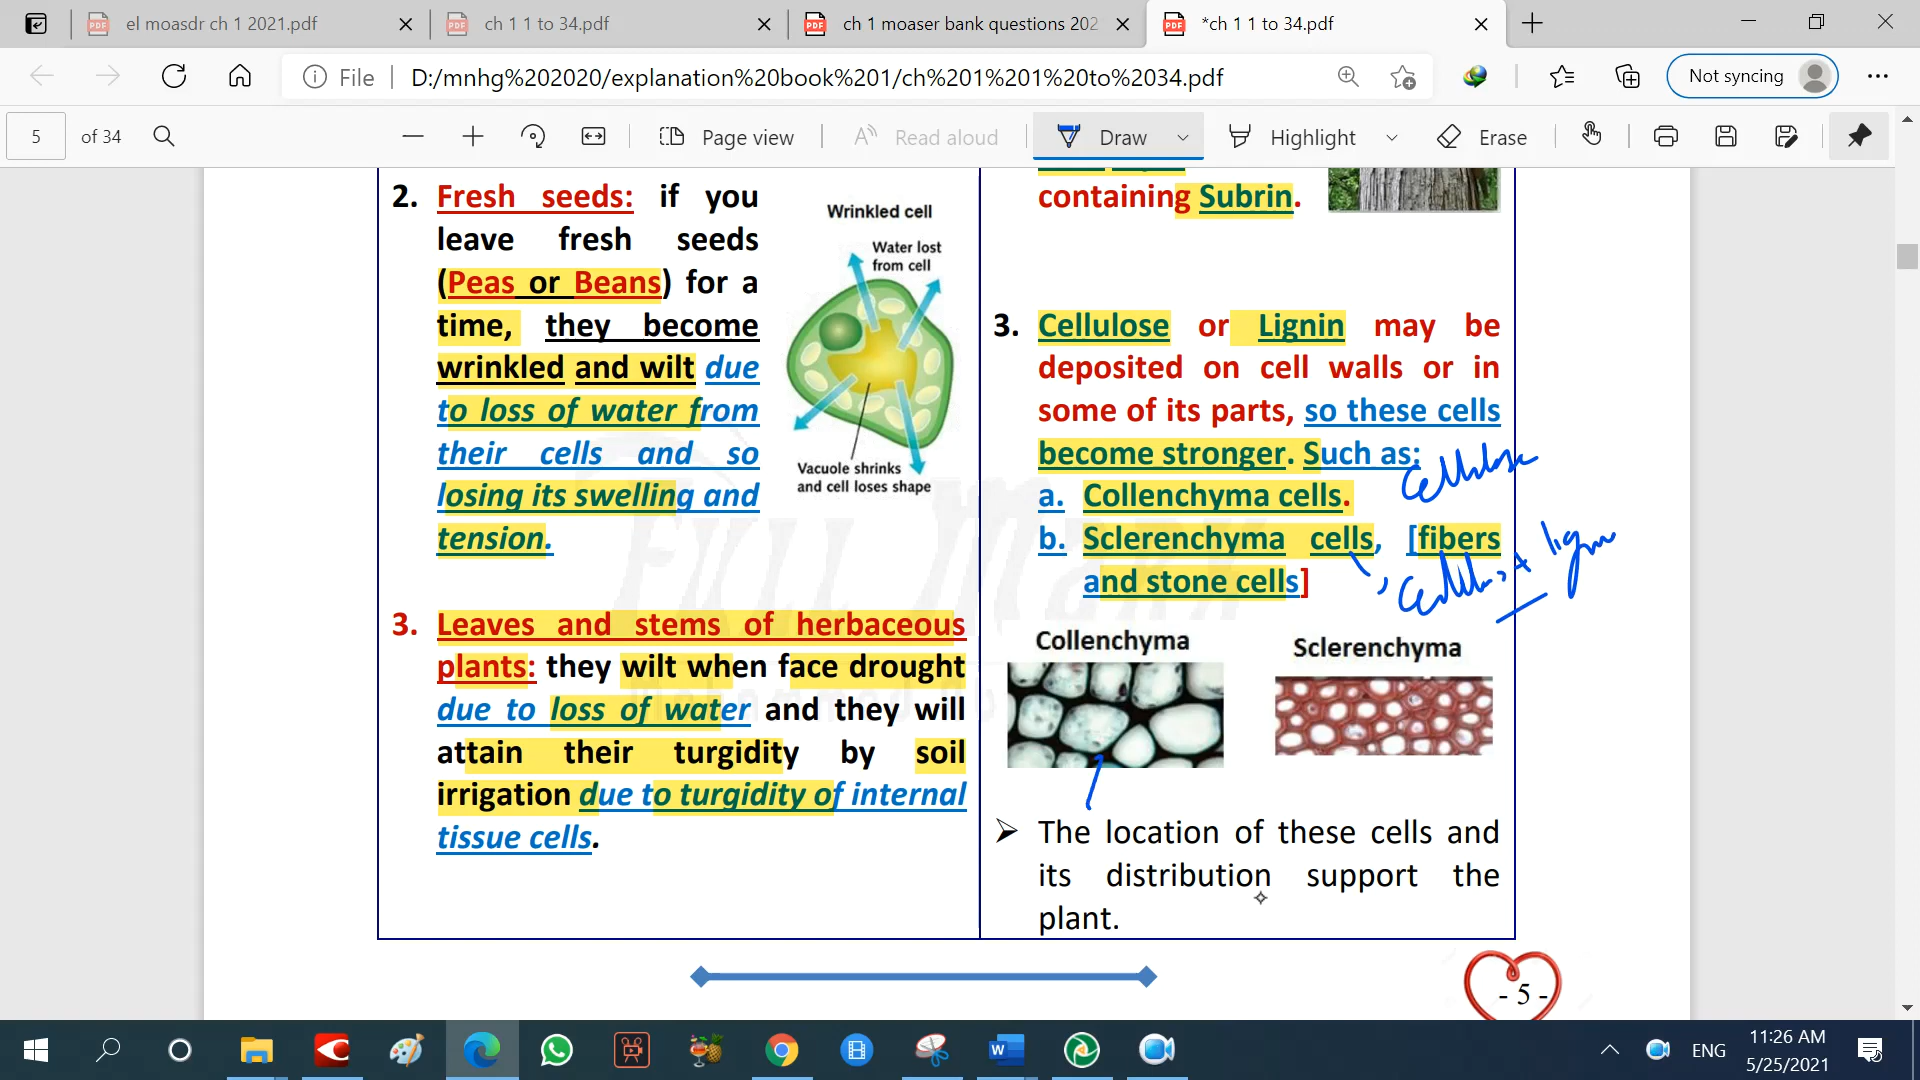 el moasdr ch 1 2021.pdf
ch 1 1 to 34.pdf
ch 1 moaser bank questions 202
*ch 1 1 to 34.pdf
File
D:/mnhg%202020/explanation%20book%201/ch%201%201%20to%2034.pdf
Not syncing
5 of 34
Page view
Read aloud
Draw
Highlight
Erase
2. Fresh seeds: if you
leave fresh seeds
(Peas or Beans) for a
time, they become
wrinkled and wilt due
to loss of water from
their cells and so
losing its swelling and
tension.
Wrinkled cell
Water lost
from cell
Vacuole shrinks
and cell loses shape
3. Leaves and stems of herbaceous
plants: they wilt when face drought
due to loss of water and they will
attain their turgidity by soil
irrigation due to turgidity of internal
tissue cells.
containing Subrin.
3. Cellulose or Lignin may be
deposited on cell walls or in
some of its parts, so these cells
become stronger. Such as:
Cellulose
a. Collenchyma cells.
b. Sclerenchyma cells, [fibers
and stone cells]
Collenchyma
Sclerenchyma
➢ The location of these cells and
its distribution support the
plant.
Full Mark
- 5 -
ENG
11:26 AM
5/25/2021